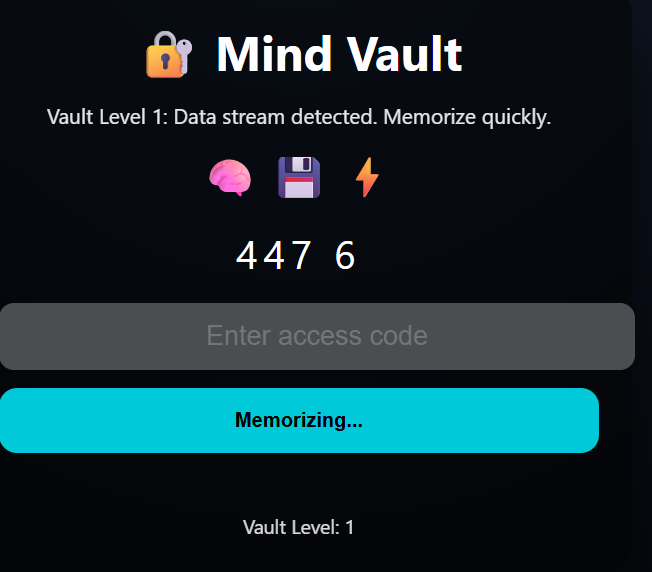 Mind Vault
Vault Level 1: Data stream detected. Memorize quickly.
447 6
Enter access code
Memorizing...
Vault Level: 1